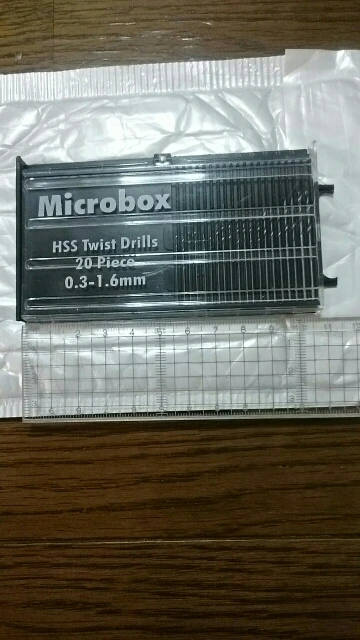 Microbox
HSS Twist Drills
20 Piece
0.3-1.6mm